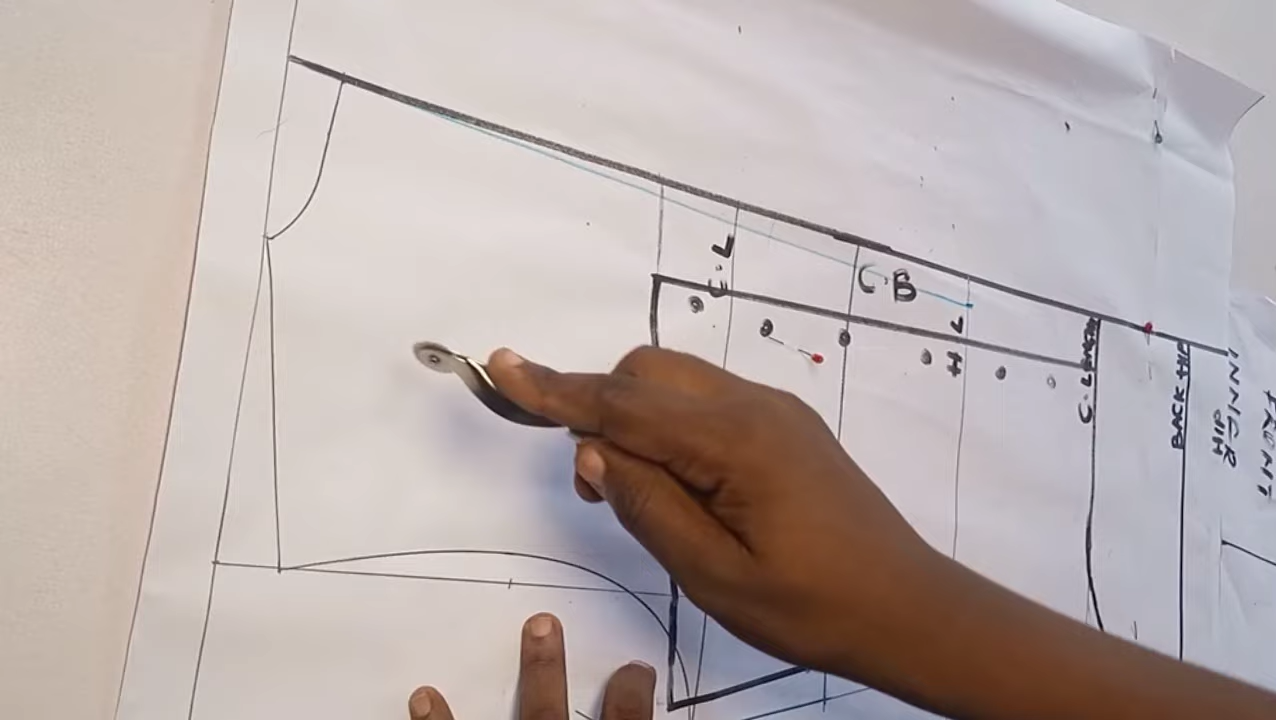 C.L
C.B
H L
C. LENGTH
BACK HIP
INNER
HIP
FRONT